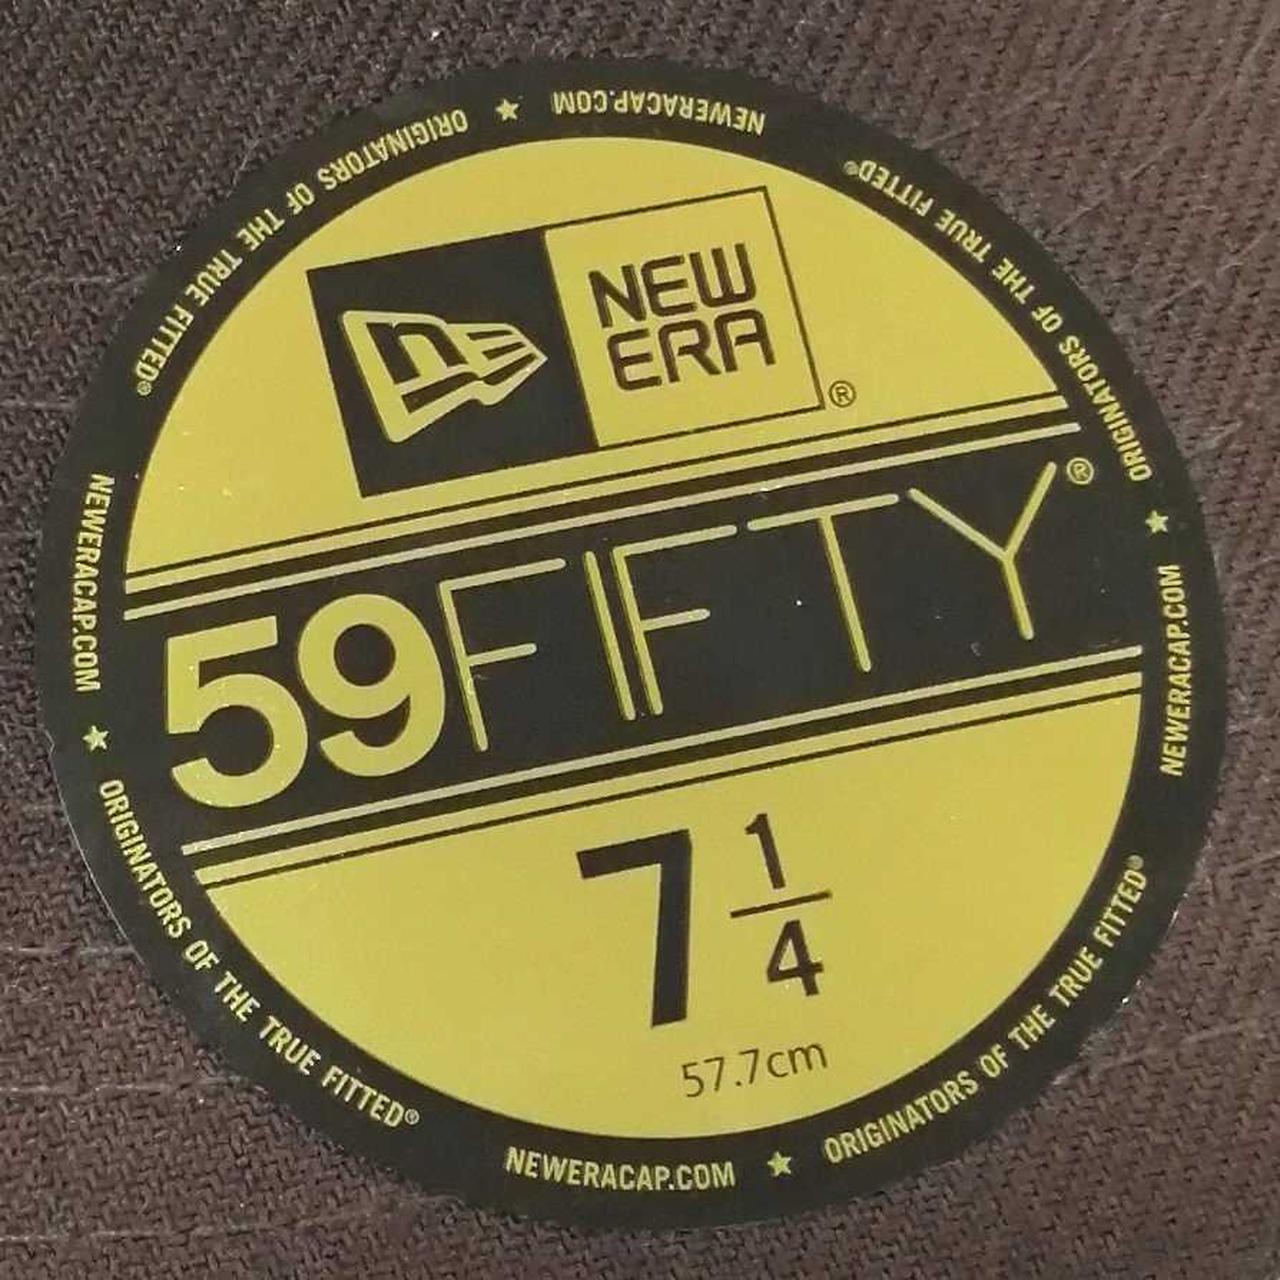 NEW
ERA®
59FIFTY®
7 1/4
57.7cm
NEWERACAP.COM ★ ORIGINATORS OF THE TRUE FITTED®
NEWERACAP.COM ★ ORIGINATORS OF THE TRUE FITTED®
NEWERACAP.COM ★ ORIGINATORS OF THE TRUE FITTED®
NEWERACAP.COM ★ ORIGINATORS OF THE TRUE FITTED®